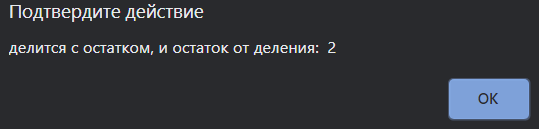 Подтвердите действие
делится с остатком, и остаток от деления:  2
OK